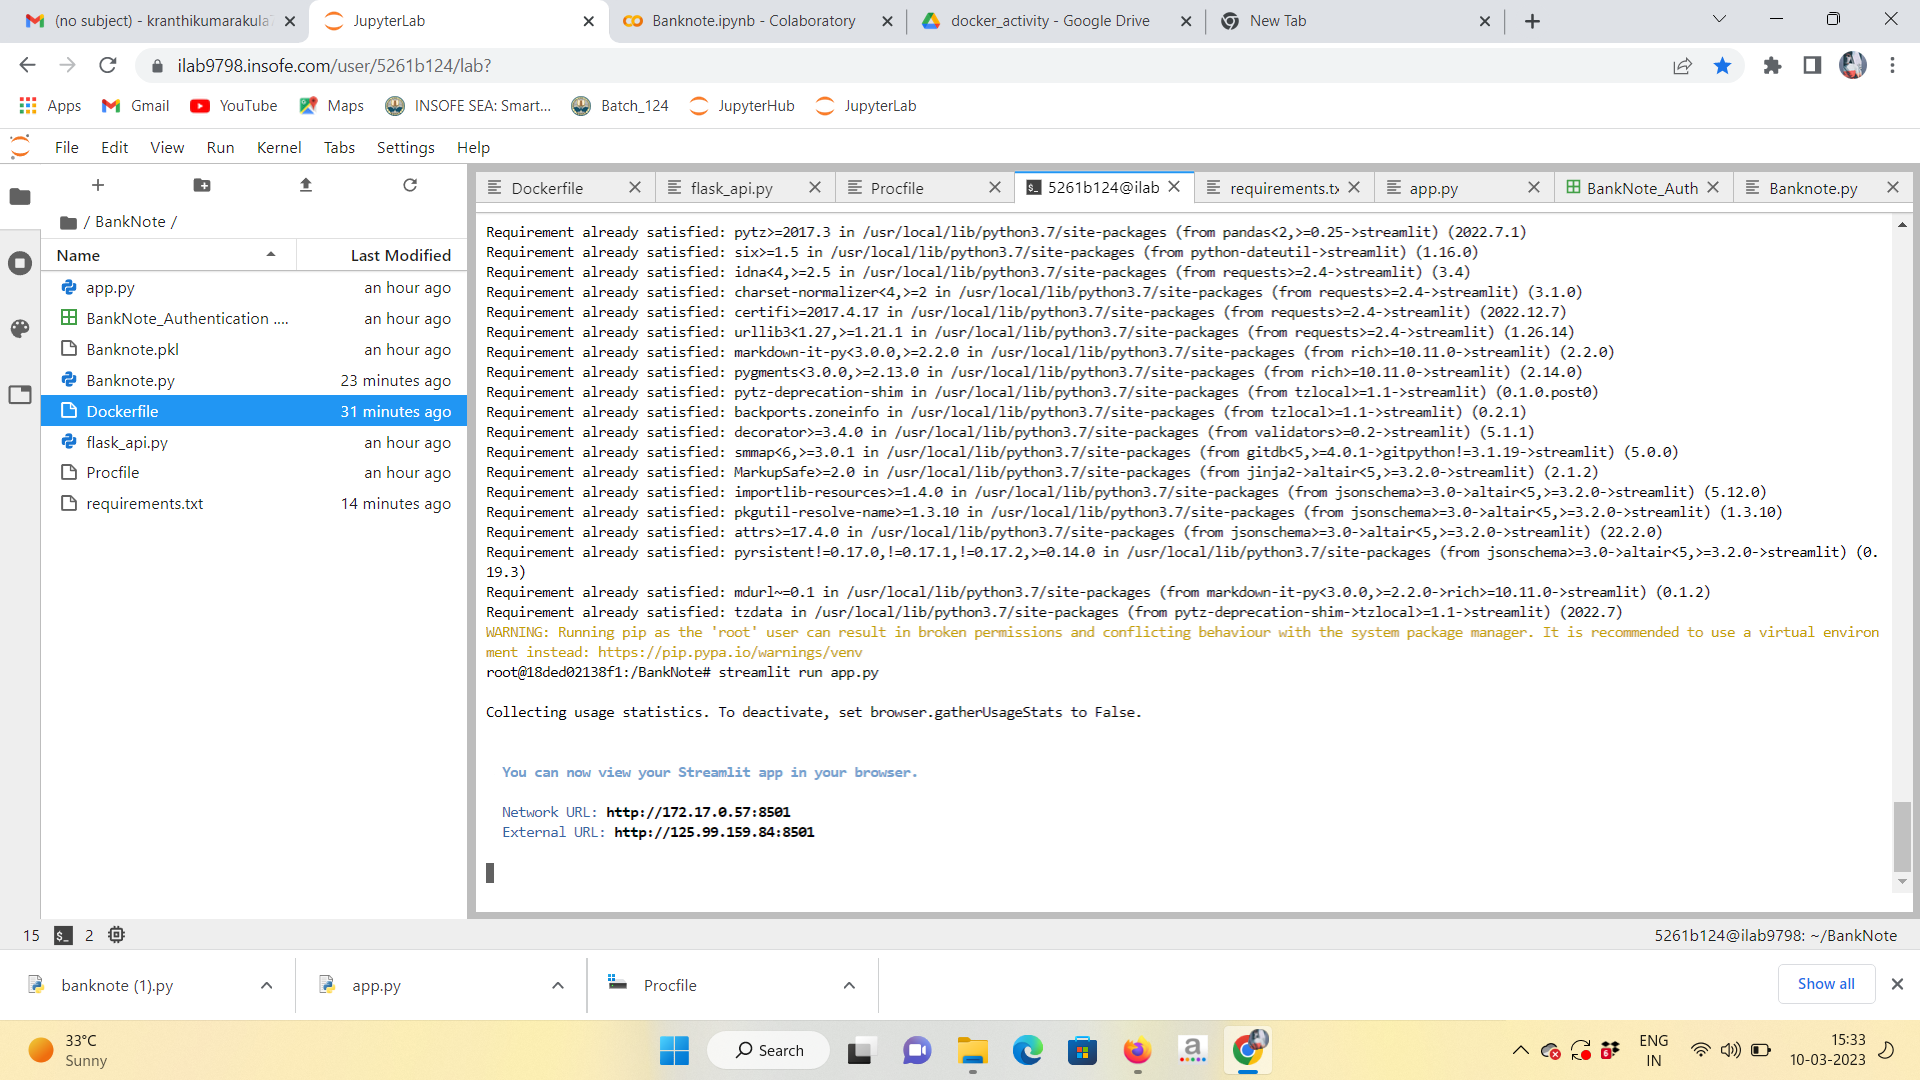 (no subject) - kranthikumarakula7
JupyterLab
Banknote.ipynb - Colaboratory
docker_activity - Google Drive
New Tab
ilab9798.insofe.com/user/5261b124/lab?
Apps
Gmail
YouTube
Maps
INSOFE SEA: Smart...
Batch_124
JupyterHub
JupyterLab
File Edit View Run Kernel Tabs Settings Help
/ BankNote /
Name Last Modified
app.py an hour ago
BankNote_Authentication .... an hour ago
Banknote.pkl an hour ago
Banknote.py 23 minutes ago
Dockerfile 31 minutes ago
flask_api.py an hour ago
Procfile an hour ago
requirements.txt 14 minutes ago
Dockerfile
flask_api.py
Procfile
5261b124@ilab
requirements.tx
app.py
BankNote_Auth
Banknote.py
Requirement already satisfied: pytz>=2017.3 in /usr/local/lib/python3.7/site-packages (from pandas<2,>=0.25->streamlit) (2022.7.1)
Requirement already satisfied: six>=1.5 in /usr/local/lib/python3.7/site-packages (from python-dateutil->streamlit) (1.16.0)
Requirement already satisfied: idna<4,>=2.5 in /usr/local/lib/python3.7/site-packages (from requests>=2.4->streamlit) (3.4)
Requirement already satisfied: charset-normalizer<4,>=2 in /usr/local/lib/python3.7/site-packages (from requests>=2.4->streamlit) (3.1.0)
Requirement already satisfied: certifi>=2017.4.17 in /usr/local/lib/python3.7/site-packages (from requests>=2.4->streamlit) (2022.12.7)
Requirement already satisfied: urllib3<1.27,>=1.21.1 in /usr/local/lib/python3.7/site-packages (from requests>=2.4->streamlit) (1.26.14)
Requirement already satisfied: markdown-it-py<3.0.0,>=2.2.0 in /usr/local/lib/python3.7/site-packages (from rich>=10.11.0->streamlit) (2.2.0)
Requirement already satisfied: pygments<3.0.0,>=2.13.0 in /usr/local/lib/python3.7/site-packages (from rich>=10.11.0->streamlit) (2.14.0)
Requirement already satisfied: pytz-deprecation-shim in /usr/local/lib/python3.7/site-packages (from tzlocal>=1.1->streamlit) (0.1.0.post0)
Requirement already satisfied: backports.zoneinfo in /usr/local/lib/python3.7/site-packages (from tzlocal>=1.1->streamlit) (0.2.1)
Requirement already satisfied: decorator>=3.4.0 in /usr/local/lib/python3.7/site-packages (from validators>=0.2->streamlit) (5.1.1)
Requirement already satisfied: smmap<6,>=3.0.1 in /usr/local/lib/python3.7/site-packages (from gitdb<5,>=4.0.1->gitpython!=3.1.19->streamlit) (5.0.0)
Requirement already satisfied: MarkupSafe>=2.0 in /usr/local/lib/python3.7/site-packages (from jinja2->altair<5,>=3.2.0->streamlit) (2.1.2)
Requirement already satisfied: importlib-resources>=1.4.0 in /usr/local/lib/python3.7/site-packages (from jsonschema>=3.0->altair<5,>=3.2.0->streamlit) (5.12.0)
Requirement already satisfied: pkgutil-resolve-name>=1.3.10 in /usr/local/lib/python3.7/site-packages (from jsonschema>=3.0->altair<5,>=3.2.0->streamlit) (1.3.10)
Requirement already satisfied: attrs>=17.4.0 in /usr/local/lib/python3.7/site-packages (from jsonschema>=3.0->altair<5,>=3.2.0->streamlit) (22.2.0)
Requirement already satisfied: pyrsistent!=0.17.0,!=0.17.1,!=0.17.2,>=0.14.0 in /usr/local/lib/python3.7/site-packages (from jsonschema>=3.0->altair<5,>=3.2.0->streamlit) (0.
19.3)
Requirement already satisfied: mdurl~=0.1 in /usr/local/lib/python3.7/site-packages (from markdown-it-py<3.0.0,>=2.2.0->rich>=10.11.0->streamlit) (0.1.2)
Requirement already satisfied: tzdata in /usr/local/lib/python3.7/site-packages (from pytz-deprecation-shim->tzlocal>=1.1->streamlit) (2022.7)
WARNING: Running pip as the 'root' user can result in broken permissions and conflicting behaviour with the system package manager. It is recommended to use a virtual environ
ment instead: https://pip.pypa.io/warnings/venv
root@18ded02138f1:/BankNote# streamlit run app.py
Collecting usage statistics. To deactivate, set browser.gatherUsageStats to False.
You can now view your Streamlit app in your browser.
Network URL: http://172.17.0.57:8501
External URL: http://125.99.159.84:8501
15 $_ 2
5261b124@ilab9798: ~/BankNote
banknote (1).py
app.py
Procfile
Show all
33°C
Sunny
Search
a
6
ENG
IN
15:33
10-03-2023